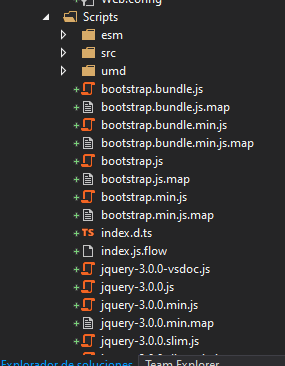 Web.config
Scripts
esm
src
umd
bootstrap.bundle.js
bootstrap.bundle.js.map
bootstrap.bundle.min.js
bootstrap.bundle.min.js.map
bootstrap.js
bootstrap.js.map
bootstrap.min.js
bootstrap.min.js.map
TS index.d.ts
index.js.flow
jquery-3.0.0-vsdoc.js
jquery-3.0.0.js
jquery-3.0.0.min.js
jquery-3.0.0.min.map
jquery-3.0.0.slim.js
Explorador de soluciones Team Explorer